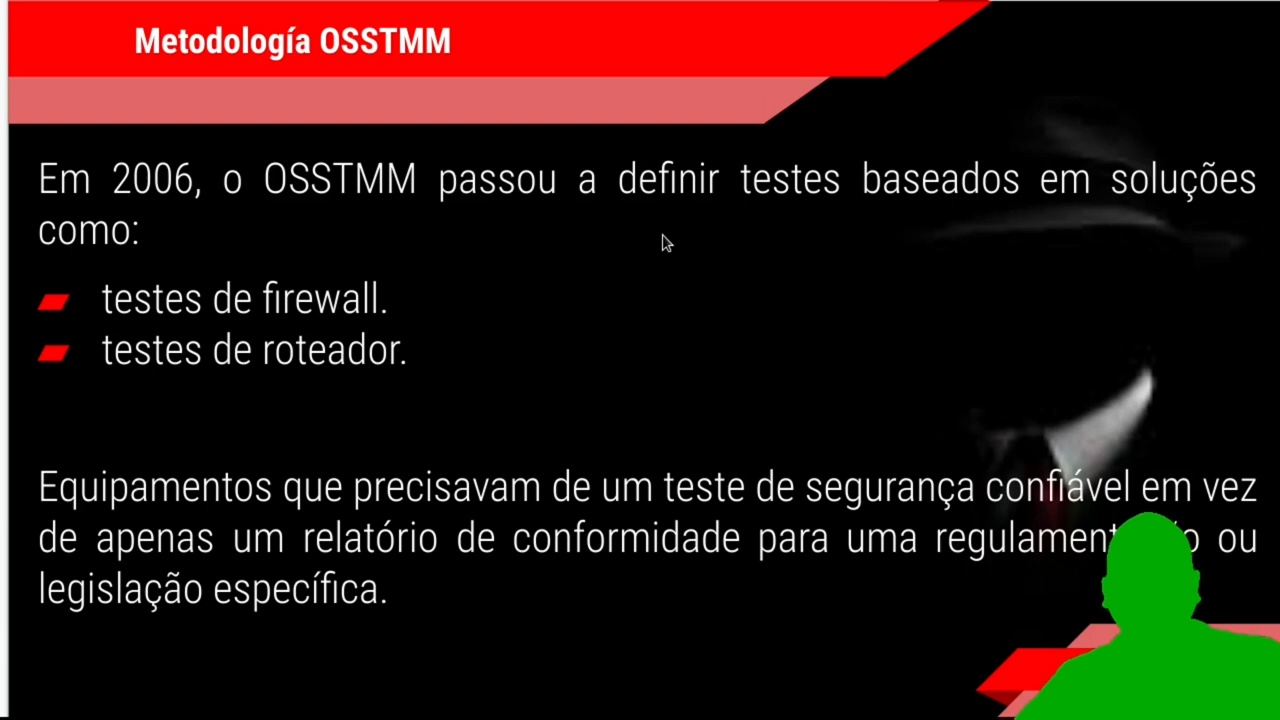 Metodología OSSTMM
Em 2006, o OSSTMM passou a definir testes baseados em soluções
como:
testes de firewall.
testes de roteador.
Equipamentos que precisavam de um teste de segurança confiável em vez
de apenas um relatório de conformidade para uma ou
legislação específica.